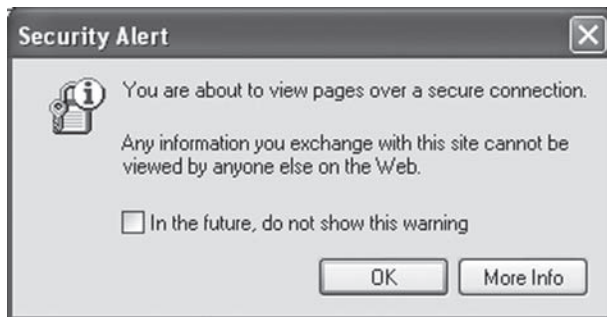 Security Alert
You are about to view pages over a secure connection.
Any information you exchange with this site cannot be
viewed by anyone else on the Web.
In the future, do not show this warning
OK
More Info